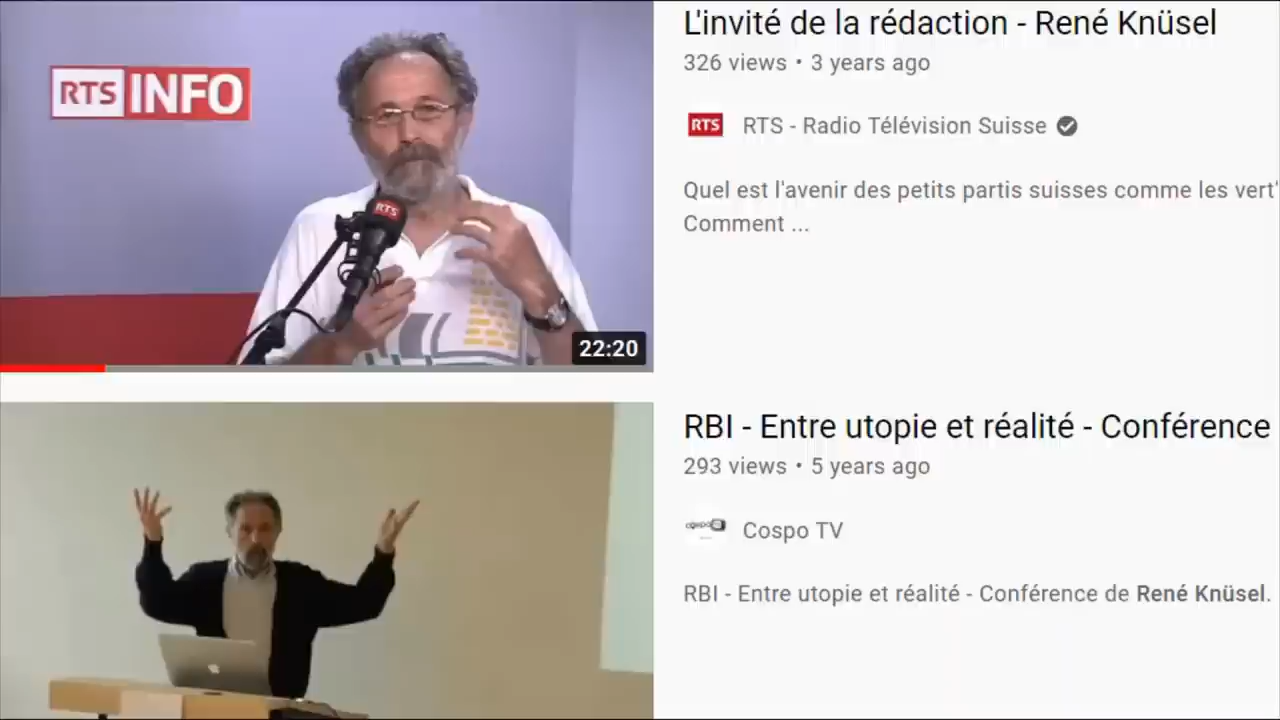 RTS INFO
RTS
22:20
L'invité de la rédaction - René Knüsel
326 views • 3 years ago
RTS
RTS - Radio Télévision Suisse
Quel est l'avenir des petits partis suisses comme les vert'
Comment ...
RBI - Entre utopie et réalité - Conférence
293 views • 5 years ago
Cospo TV
RBI - Entre utopie et réalité - Conférence de René Knüsel.